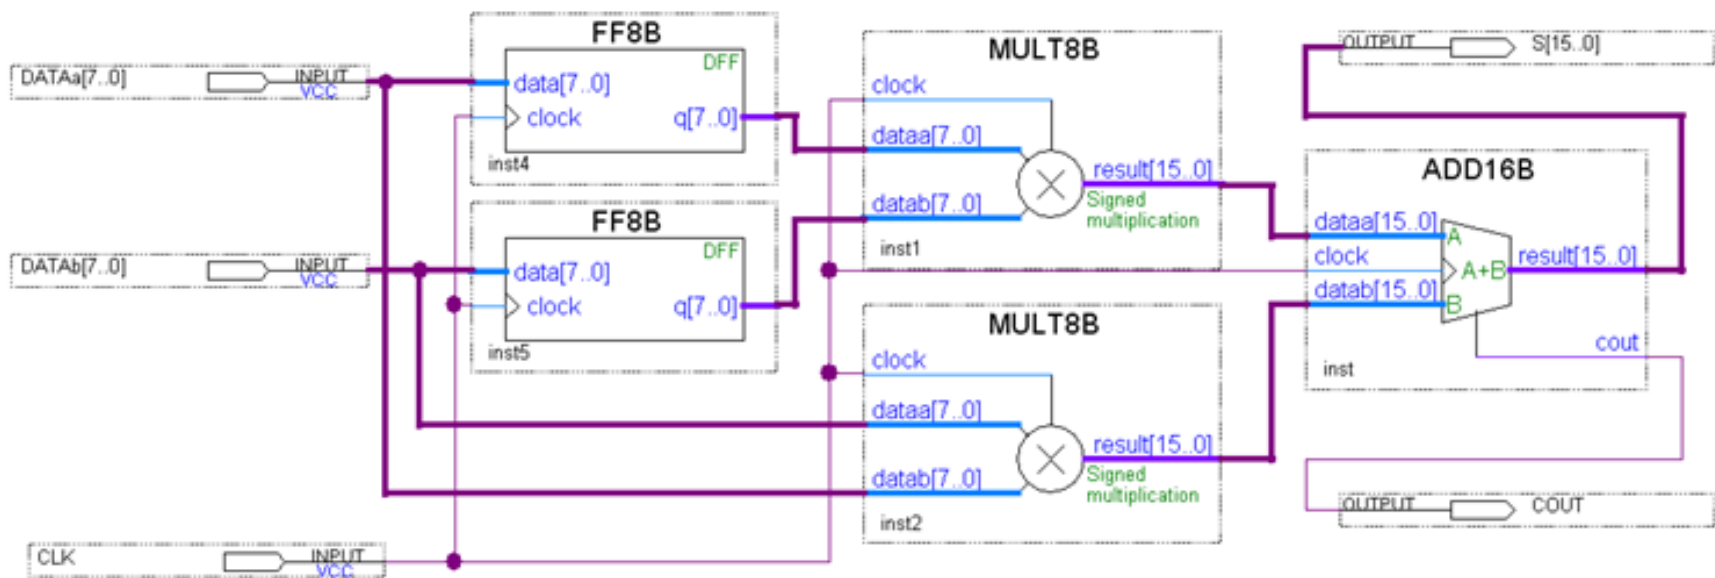 DATAa[7..0]
INPUT
VCC
FF8B
DFF
data[7..0]
clock
q[7..0]
inst4
DATAb[7..0]
INPUT
VCC
FF8B
DFF
data[7..0]
clock
q[7..0]
inst5
CLK
INPUT
VCC
MULT8B
clock
dataa[7..0]
result[15..0]
datab[7..0]
Signed
multiplication
inst1
MULT8B
clock
dataa[7..0]
result[15..0]
datab[7..0]
Signed
multiplication
inst2
OUTPUT
S[15..0]
ADD16B
dataa[15..0]
A
clock
A+B
result[15..0]
datab[15..0]
B
cout
inst
OUTPUT
COUT